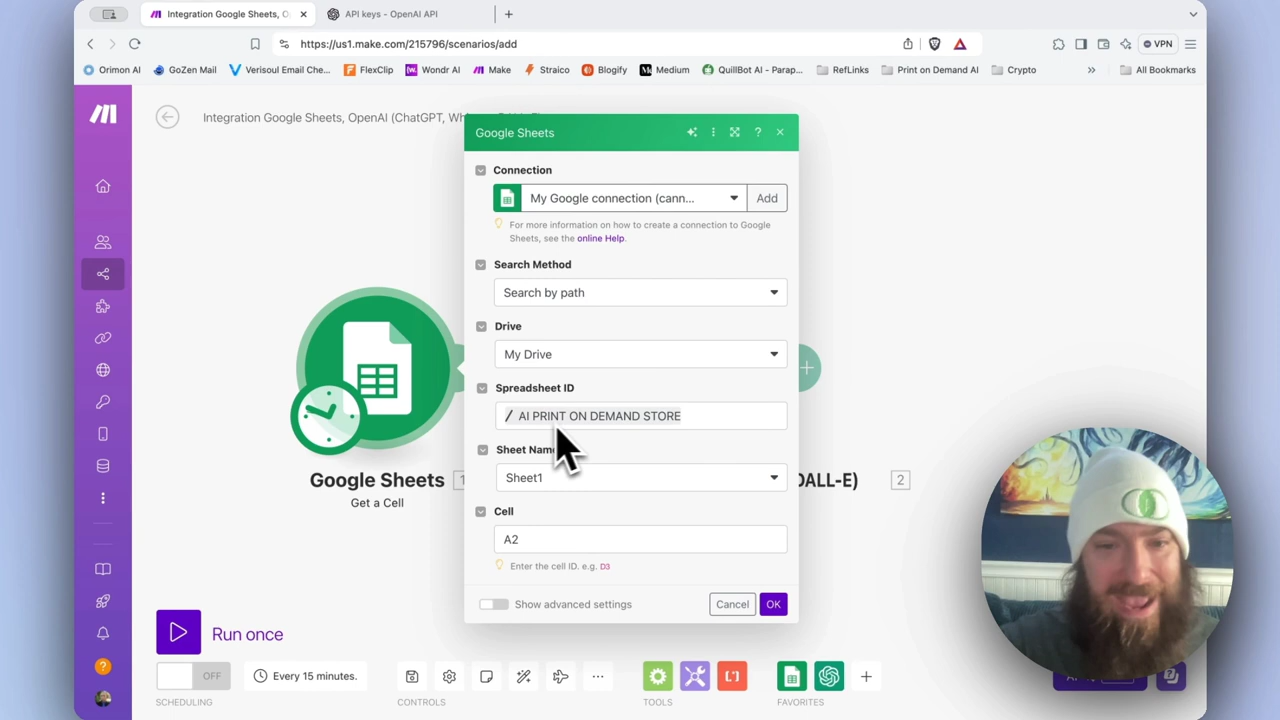 Integration Google Sheets, O
API keys - OpenAI API
https://us1.make.com/215796/scenarios/add
VPN
Orimon AI
GoZen Mail
Verisoul Email Che...
FlexClip
Wondr AI
Make
Straico
Blogify
Medium
QuillBot AI - Parap...
RefLinks
Print on Demand AI
Crypto
»
All Bookmarks
Integration Google Sheets, OpenAI (ChatGPT, Wh
Google Sheets
Connection
My Google connection (cann...
Add
For more information on how to create a connection to Google
Sheets, see the online Help.
Search Method
Search by path
Drive
My Drive
Spreadsheet ID
/ AI PRINT ON DEMAND STORE
Sheet Name
Sheet1
Cell
A2
Enter the cell ID. e.g. D3
Show advanced settings
Cancel
OK
Google Sheets
1
Get a Cell
DALL-E)
2
Run once
OFF
Every 15 minutes.
SCHEDULING
CONTROLS
TOOLS
FAVORITES